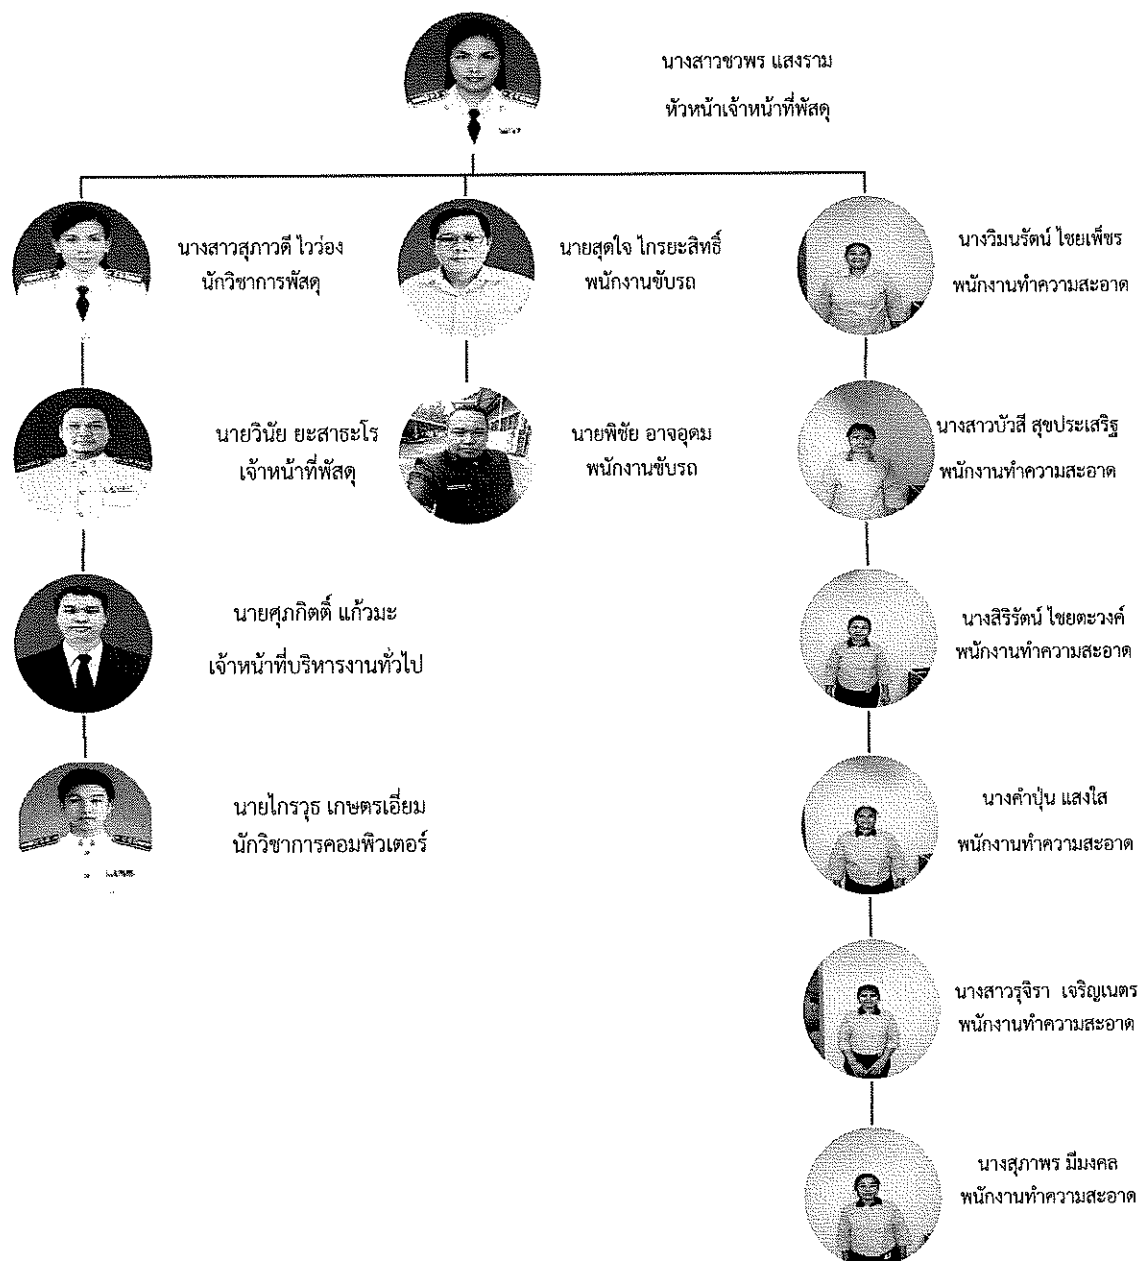 นางสาวชวพร แสงราม
หัวหน้าเจ้าหน้าที่พัสดุ
นางสาวสุภาวดี ไวว่อง
นักวิชาการพัสดุ
นายสุดใจ ไกรยะสิทธิ์
พนักงานขับรถ
นางวิมนรัตน์ ไชยเพ็ชร
พนักงานทำความสะอาด
นายวินัย ยะสาธะโร
เจ้าหน้าที่พัสดุ
นายพิชัย อาจอุดม
พนักงานขับรถ
นางสาวบัวสี สุขประเสริฐ
พนักงานทำความสะอาด
นายศุภกิตติ์ แก้วมะ
เจ้าหน้าที่บริหารงานทั่วไป
นางสิริรัตน์ ไชยตะวงค์
พนักงานทำความสะอาด
นายไกรวุธ เกษตรเอี่ยม
นักวิชาการคอมพิวเตอร์
นางคำปุ่น แสงใส
พนักงานทำความสะอาด
นางสาวรุจิรา เจริญเนตร
พนักงานทำความสะอาด
นางสุภาพร มีมงคล
พนักงานทำความสะอาด